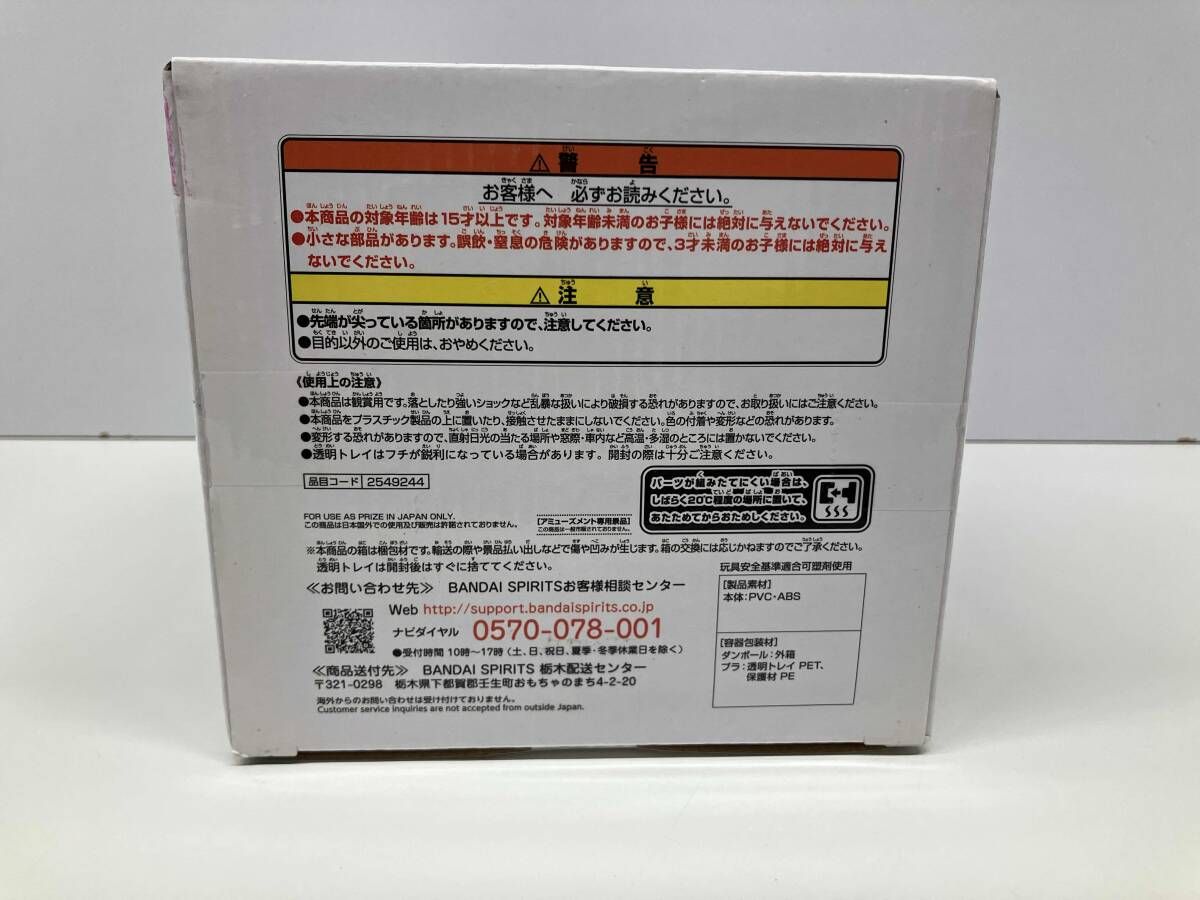 ⚠警告
お客様へ 必ずお読みください。
●本商品の対象年齢は15才以上です。対象年齢未満のお子様には絶対に与えないでください。
●小さな部品があります。誤飲・窒息の危険がありますので、3才未満のお子様には絶対に与え
ないでください。
⚠注意
●先端が尖っている箇所がありますので、注意してください。
●目的以外のご使用は、おやめください。
《使用上の注意》
●本商品は観賞用です。落としたり強いショックなど乱暴な扱いにより破損する恐れがありますので、お取り扱いにはご注意ください。
●本商品をプラスチック製品の上に置いたり、接触させたままにしないでください。色の付着や変形などの恐れがあります。
●変形する恐れがありますので、直射日光の当たる場所や窓際・車内など高温・多湿のところには置かないでください。
●透明トレイはフチが鋭利になっている場合があります。開封の際は十分ご注意ください。
品目コード 2549244
パーツが組みたてにくい場合は、
しばらく20℃程度の場所に置いて、
あたためてからおためしください。
FOR USE AS PRIZE IN JAPAN ONLY.
この商品は日本国外での使用及び販売は許諾されておりません。
[アミューズメント専用景品]
この商品は一般市販されておりません。
※本商品の箱は梱包材です。輸送の際や景品払い出しなどで傷や凹みが生じます。箱の交換には応じかねますのでご了承ください。
透明トレイは開封後はすぐに捨ててください。
≪お問い合わせ先≫ BANDAI SPIRITSお客様相談センター
Web http://support.bandaispirits.co.jp
ナビダイヤル 0570-078-001
●受付時間 10時〜17時(土、日、祝日、夏季・冬季休業日を除く)
≪商品送付先≫ BANDAI SPIRITS 栃木配送センター
〒321-0298 栃木県下都賀郡壬生町おもちゃのまち4-2-20
海外からのお問い合わせは受け付けておりません。
Customer service inquiries are not accepted from outside Japan.
玩具安全基準適合可塑剤使用
[製品素材]
本体:PVC・ABS
[容器包装材]
ダンボール:外箱
プラ:透明トレイ PET、
保護材 PE